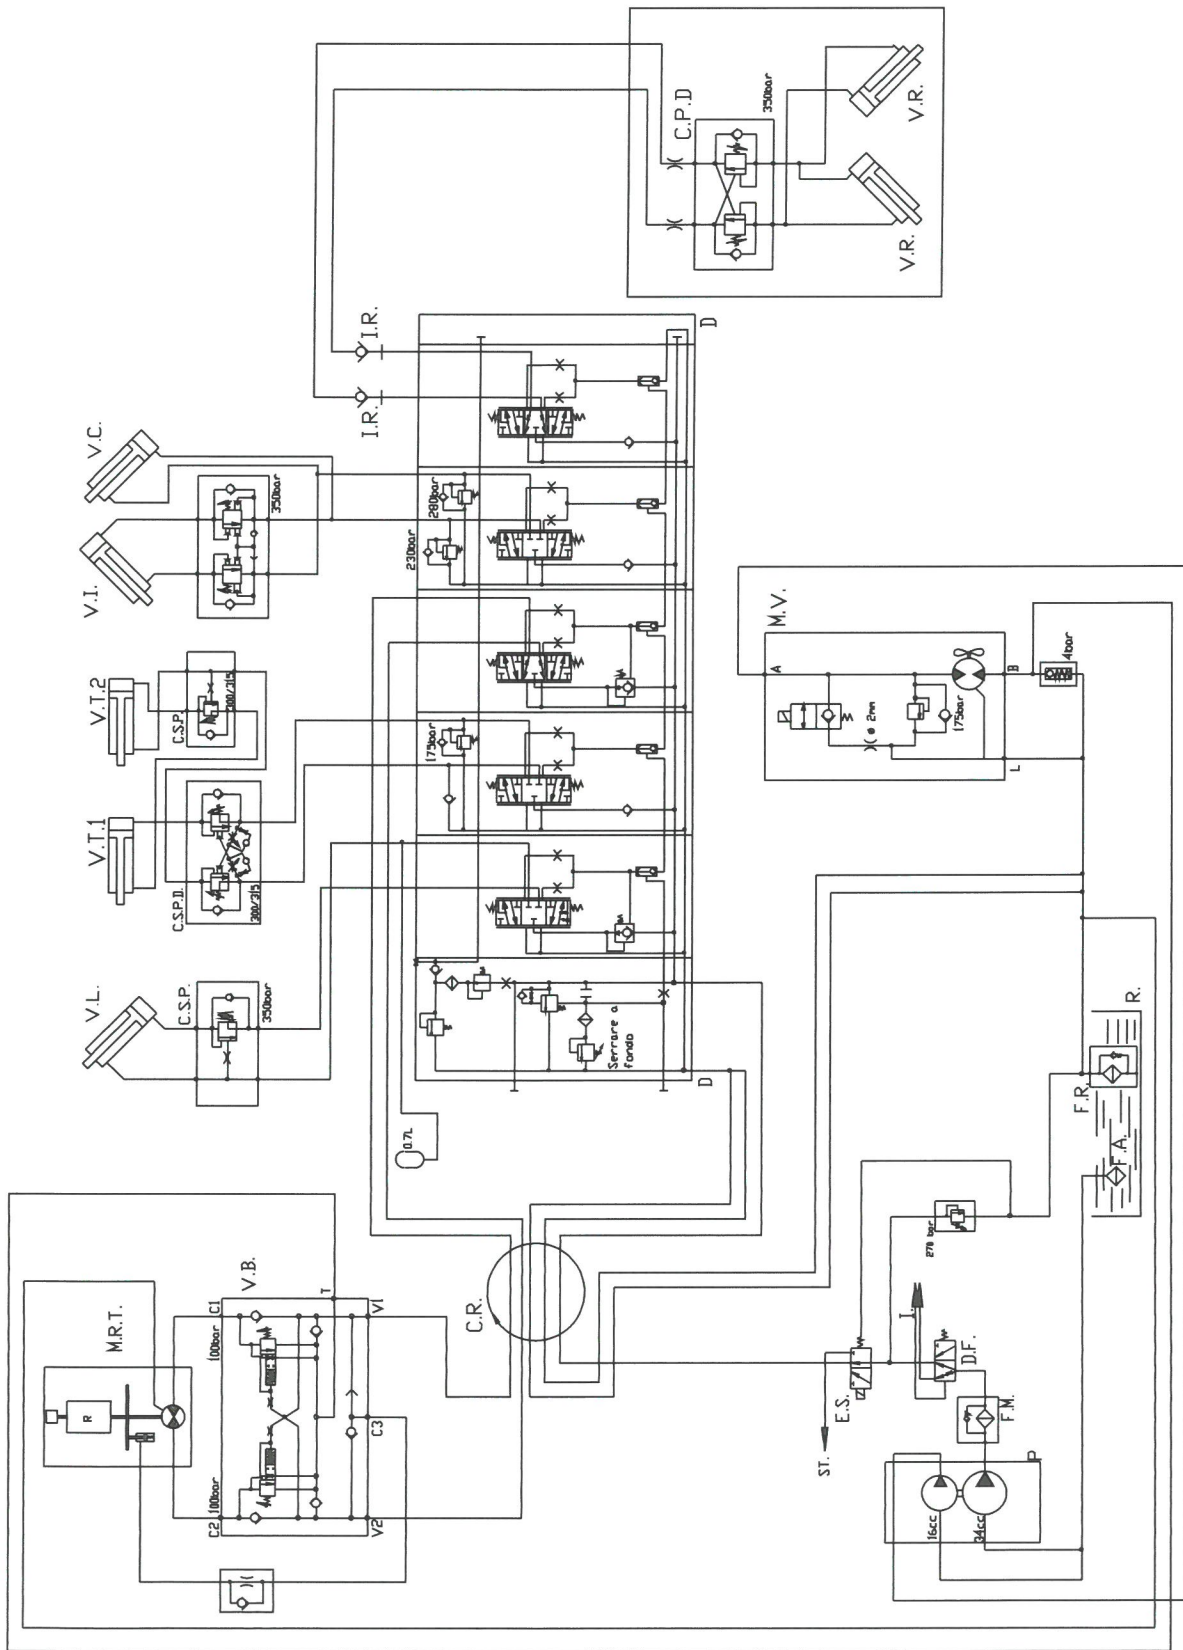 C.P.D
350bar
V.R.
V.R.
I.R.
I.R.
V.C.
V.I.
350bar
280bar
230bar
D
V.T.2
C.S.P.
300/315
V.T.1
C.S.P.D.
300/315
175bar
V.L.
C.S.P.
350bar
Serrare a
fondo
D
0.7L
M.V.
A
ø 2mm
175bar
B
L
4bar
M.R.T.
R
V.B.
C1
100bar
T
V1
C2
100bar
C3
V2
C.R.
R.
F.R.
F.A.
bar
I.
D.F.
E.S.
ST.
F.M.
P
16cc
34cc